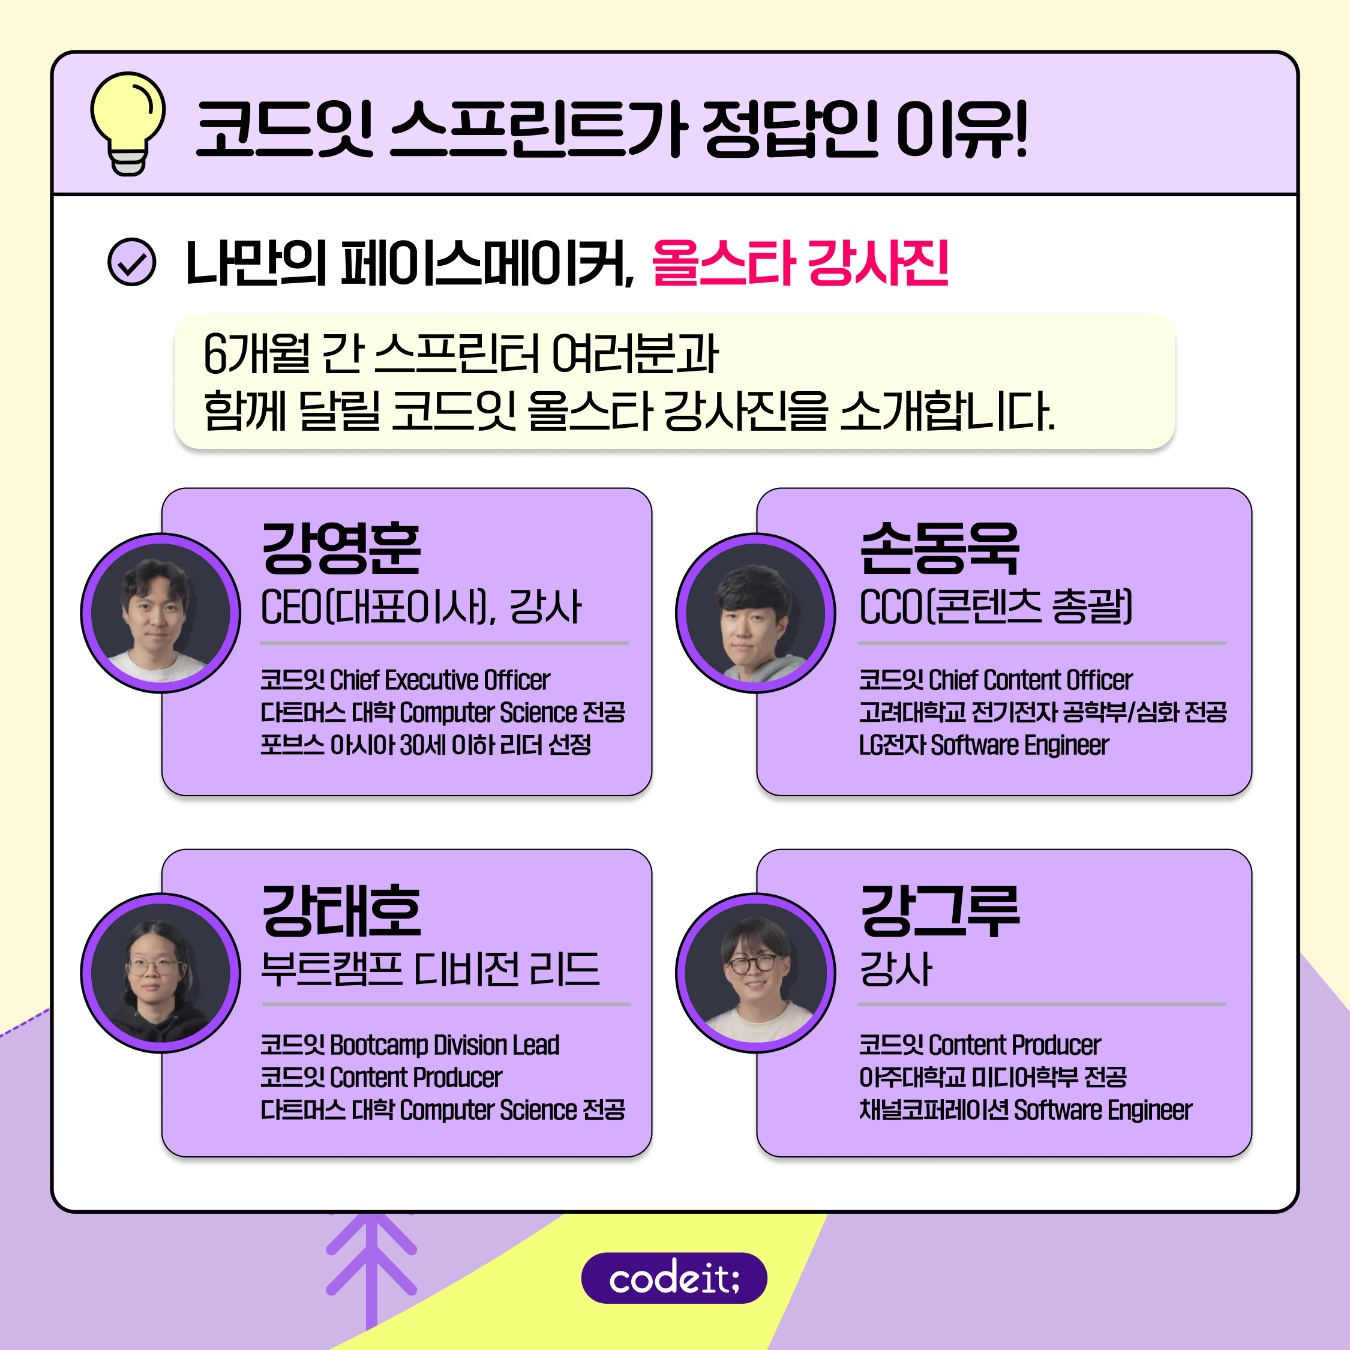 코드잇 스프린트가 정답인 이유!
나만의 페이스메이커, 올스타 강사진
6개월 간 스프린터 여러분과
함께 달릴 코드잇 올스타 강사진을 소개합니다.
강영훈
CEO(대표이사), 강사
코드잇 Chief Executive Officer
다트머스 대학 Computer Science 전공
포브스 아시아 30세 이하 리더 선정
손동욱
CCO(콘텐츠 총괄)
코드잇 Chief Content Officer
고려대학교 전기전자 공학부/심화 전공
LG전자 Software Engineer
강태호
부트캠프 디비전 리드
코드잇 Bootcamp Division Lead
코드잇 Content Producer
다트머스 대학 Computer Science 전공
강그루
강사
코드잇 Content Producer
아주대학교 미디어학부 전공
채널코퍼레이션 Software Engineer
codeit;